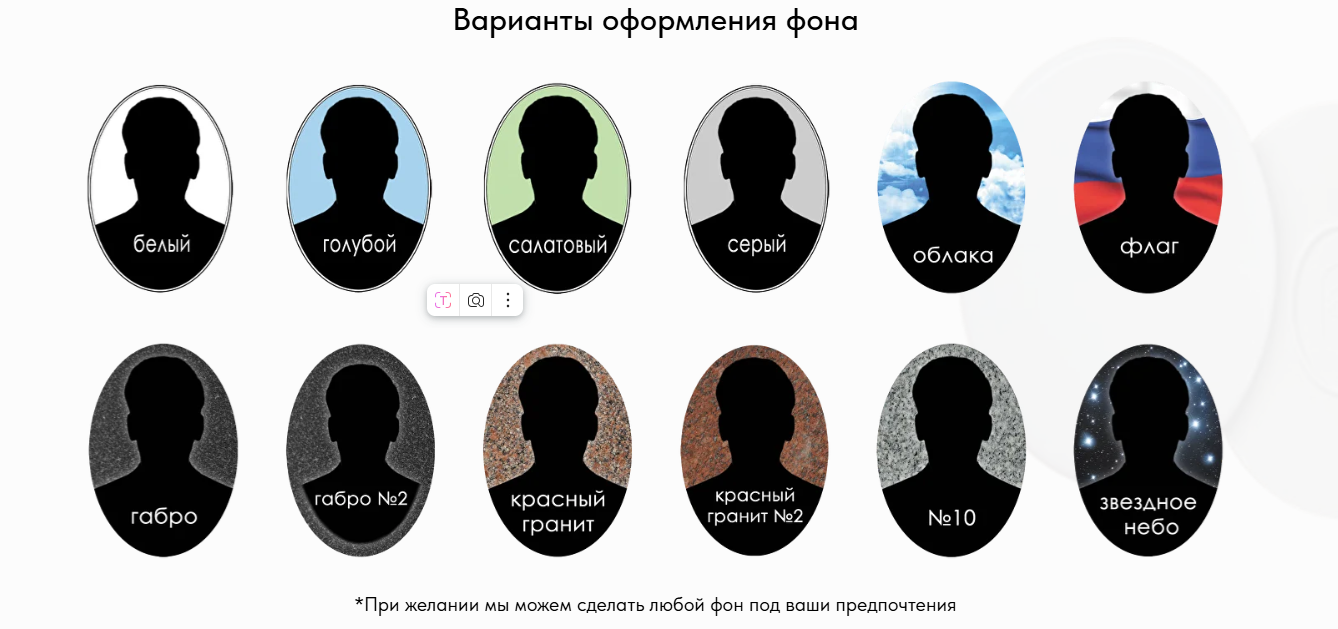 Варианты оформления фона
белый
голубой
салатовый
серый
облака
флаг
габро
габро №2
красный
гранит
красный
гранит №2
№10
звездное
небо
*При желании мы можем сделать любой фон под ваши предпочтения